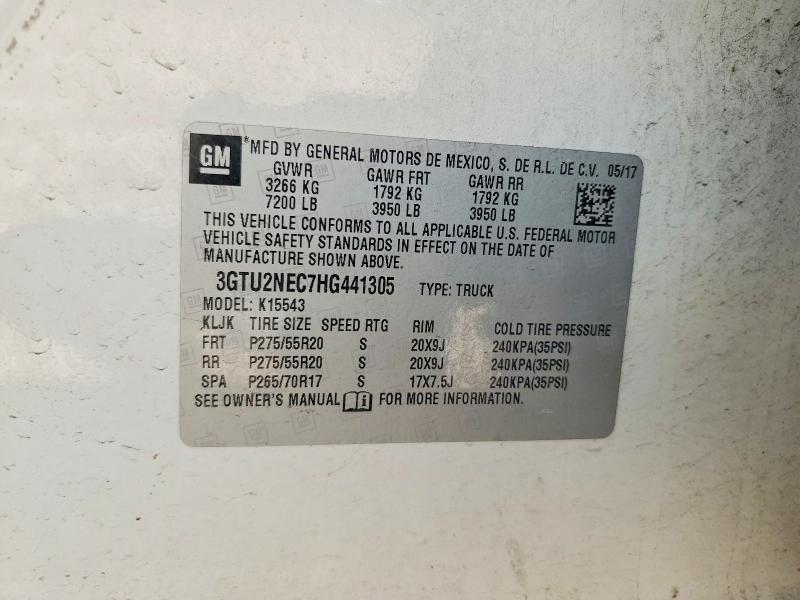 GM *MFD BY GENERAL MOTORS DE MEXICO, S. DE R.L. DE C.V. 05/17
GVWR GAWR FRT GAWR RR
3266 KG 1792 KG 1792 KG
7200 LB 3950 LB 3950 LB
THIS VEHICLE CONFORMS TO ALL APPLICABLE U.S. FEDERAL MOTOR
VEHICLE SAFETY STANDARDS IN EFFECT ON THE DATE OF
MANUFACTURE SHOWN ABOVE.
3GTU2NEC7HG441305 TYPE: TRUCK
MODEL: K15543
KLJK TIRE SIZE SPEED RTG RIM COLD TIRE PRESSURE
FRT P275/55R20 S 20X9J 240KPA(35PSI)
RR P275/55R20 S 20X9J 240KPA(35PSI)
SPA P265/70R17 S 17X7.5J 240KPA(35PSI)
SEE OWNER'S MANUAL FOR MORE INFORMATION.